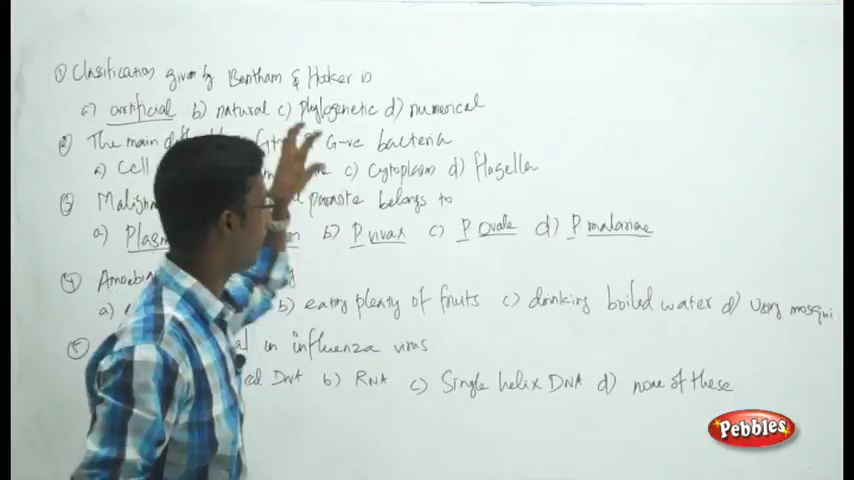 ① Classification given by Bentham & Hooker is
a) artificial b) natural c) phylogenetic d) numerical
② The main G-ve bacteria
a) Cell c) Cytoplasm d) flagella
③ parasite belongs to
a) b) P vivax c) P Ovale d) P malariae
④
a) b) eating plenty of fruits c) drinking boiled water d) Using mosqui
⑤ in influenza virus.
DNA b) RNA c) Single helix DNA d) none of these
Pebbles